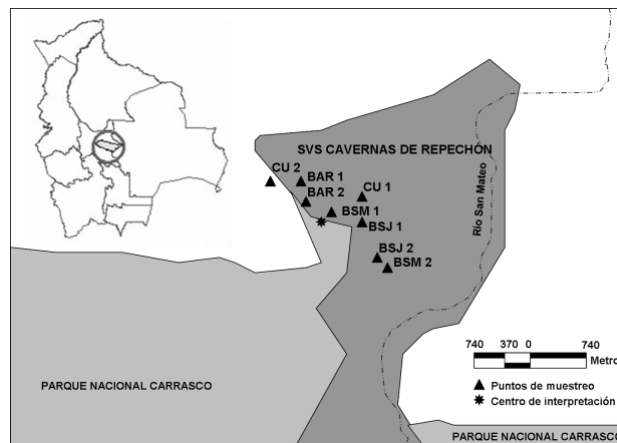 SVS CAVERNAS DE REPECHÓN
CU 2
BAR 1
BAR 2
CU 1
BSM 1
BSJ 1
BSJ 2
BSM 2
Río San Mateo
740 370 0 740
Metro
Puntos de muestreo
Centro de interpretación
PARQUE NACIONAL CARRASCO
PARQUE NACIONAL CARRASCO